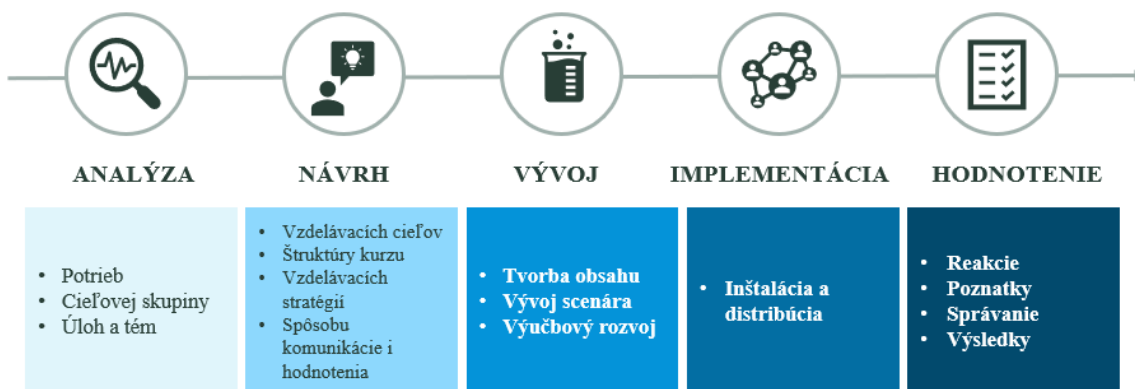 ANALÝZA
NÁVRH
VÝVOJ
IMPLEMENTÁCIA
HODNOTENIE
• Potrieb
• Cieľovej skupiny
• Úloh a tém
• Vzdelávacích cieľov
• Štruktúry kurzu
• Vzdelávacích
stratégií
• Spôsobu
komunikácie i
hodnotenia
• Tvorba obsahu
• Vývoj scenára
• Výučbový rozvoj
• Inštalácia a
distribúcia
• Reakcie
• Poznatky
• Správanie
• Výsledky